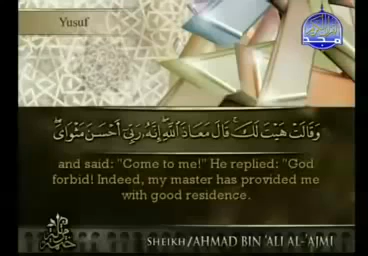 Yusuf
المجد
وَقَالَتْ هَيْتَ لَكَ ۚ قَالَ مَعَاذَ اللَّهِ ۖ إِنَّهُ رَبِّي أَحْسَنَ مَثْوَايَ ۖ
and said: "Come to me!" He replied: "God
forbid! Indeed, my master has provided me
with good residence.
SHEIKH/AHMAD BIN 'ALI AL-'AJMI